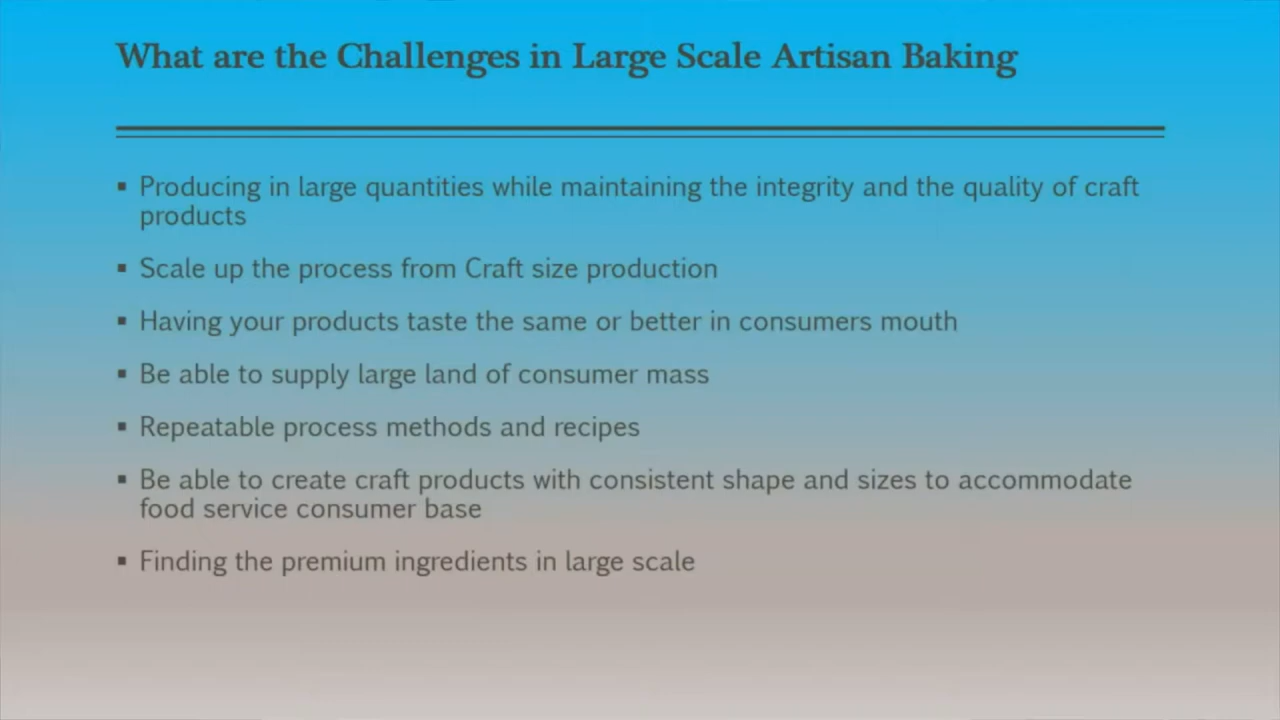 What are the Challenges in Large Scale Artisan Baking
▪ Producing in large quantities while maintaining the integrity and the quality of craft
products
▪ Scale up the process from Craft size production
▪ Having your products taste the same or better in consumers mouth
▪ Be able to supply large land of consumer mass
▪ Repeatable process methods and recipes
▪ Be able to create craft products with consistent shape and sizes to accommodate
food service consumer base
▪ Finding the premium ingredients in large scale